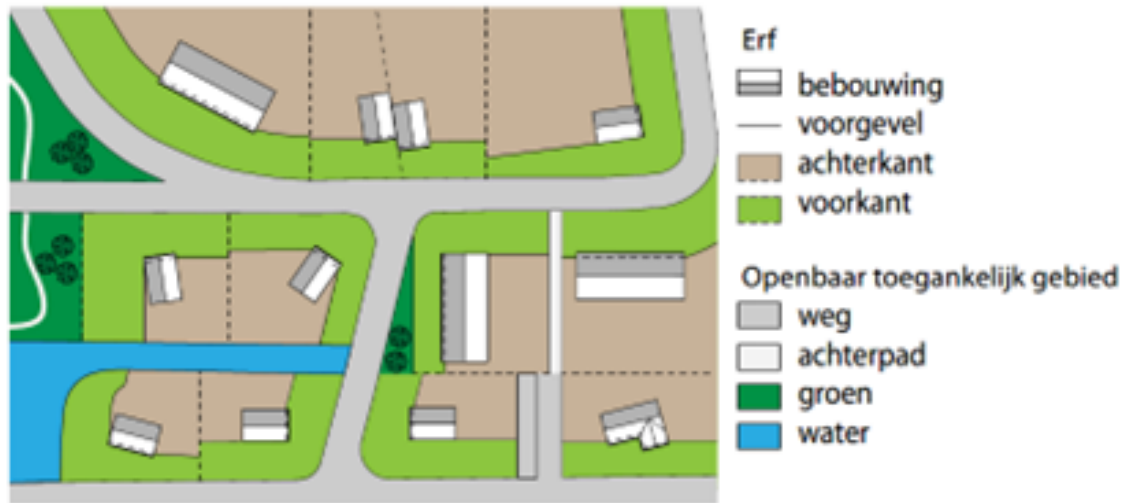 Erf
bebouwing
voorgevel
achterkant
voorkant
Openbaar toegankelijk gebied
weg
achterpad
groen
water